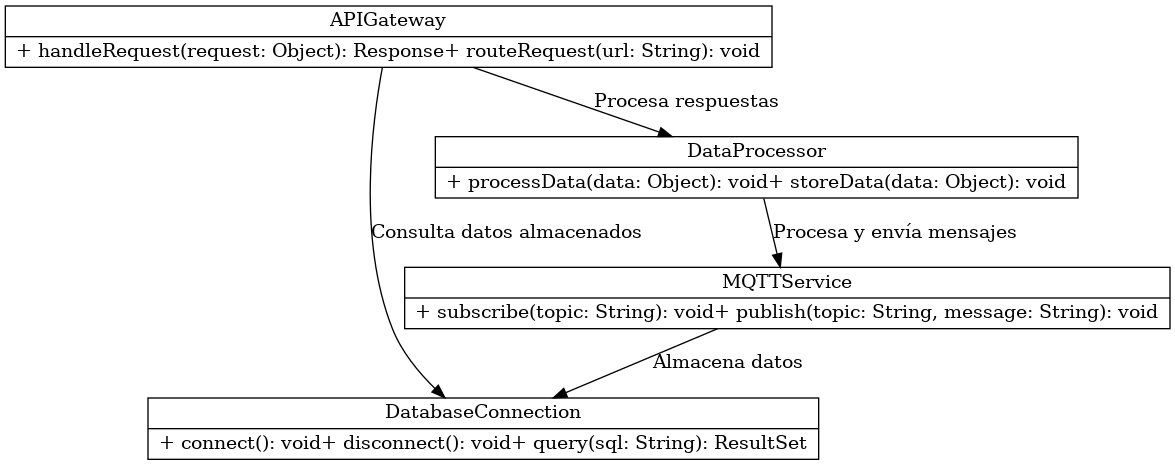 APIGateway
+ handleRequest(request: Object): Response+ routeRequest(url: String): void
Procesa respuestas
DataProcessor
+ processData(data: Object): void+ storeData(data: Object): void
Consulta datos almacenados
Procesa y envía mensajes
MQTTService
+ subscribe(topic: String): void+ publish(topic: String, message: String): void
Almacena datos
DatabaseConnection
+ connect(): void+ disconnect(): void+ query(sql: String): ResultSet